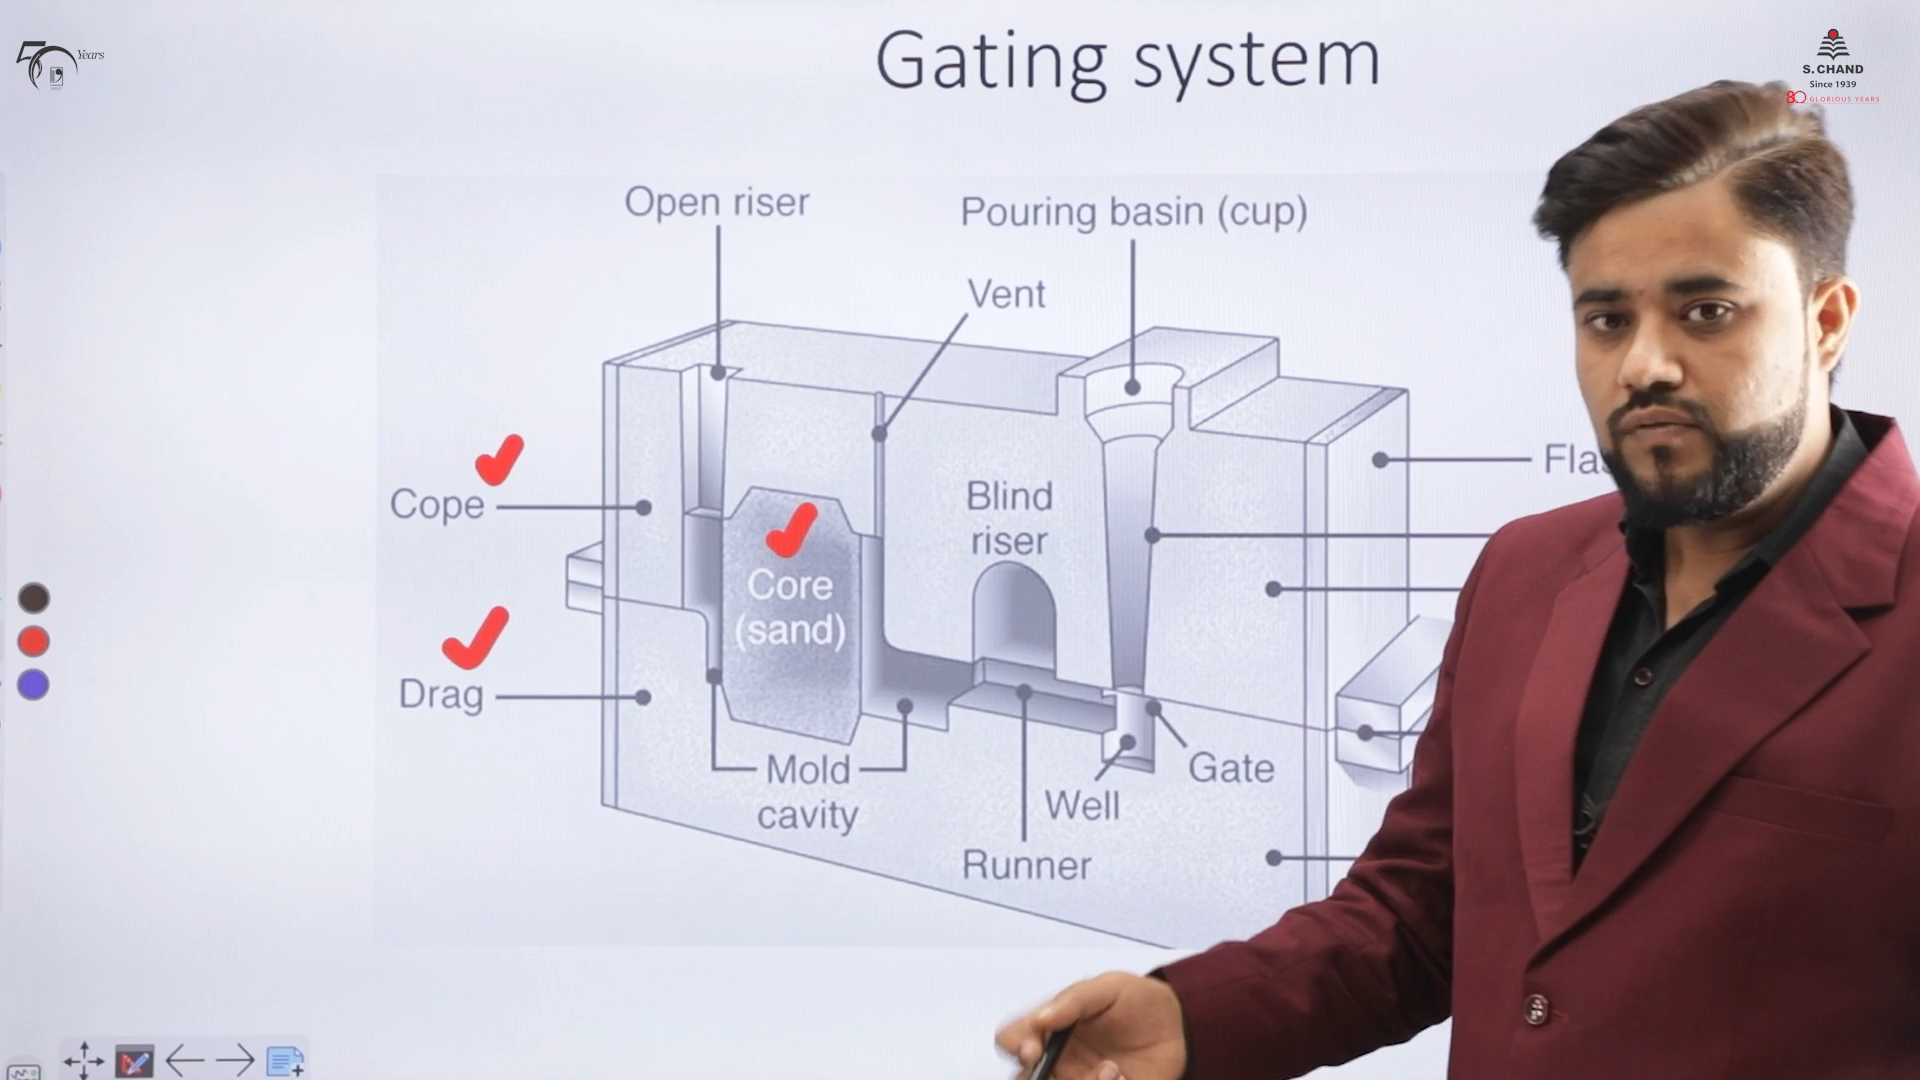 Gating system
50 Years
S. CHAND
Since 1939
80 GLORIOUS YEARS
Open riser
Pouring basin (cup)
Vent
Cope
Blind
riser
Core
(sand)
Drag
Mold
cavity
Gate
Well
Runner